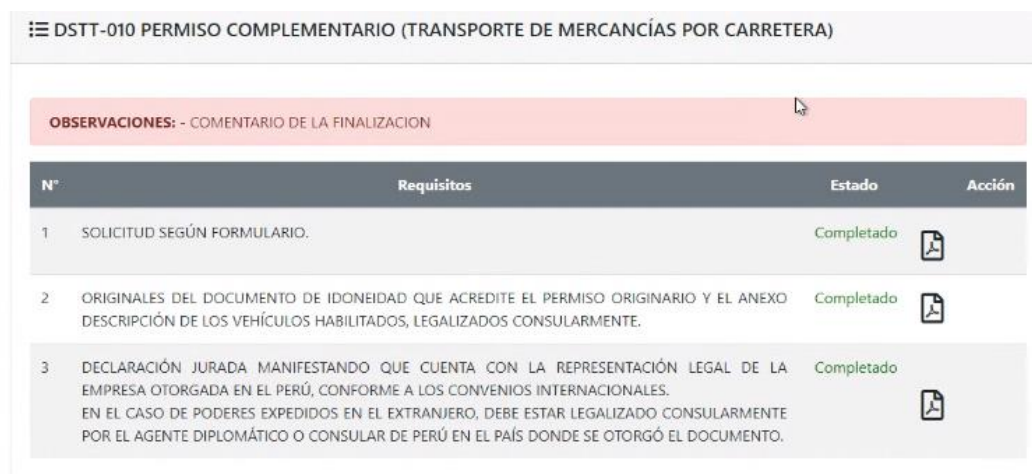 DSTT-010 PERMISO COMPLEMENTARIO (TRANSPORTE DE MERCANCÍAS POR CARRETERA)
OBSERVACIONES: - COMENTARIO DE LA FINALIZACION
N° Requisitos Estado Acción
1 SOLICITUD SEGÚN FORMULARIO. Completado
2 ORIGINALES DEL DOCUMENTO DE IDONEIDAD QUE ACREDITE EL PERMISO ORIGINARIO Y EL ANEXO Completado
DESCRIPCIÓN DE LOS VEHÍCULOS HABILITADOS, LEGALIZADOS CONSULARMENTE.
3 DECLARACIÓN JURADA MANIFESTANDO QUE CUENTA CON LA REPRESENTACIÓN LEGAL DE LA Completado
EMPRESA OTORGADA EN EL PERÚ, CONFORME A LOS CONVENIOS INTERNACIONALES.
EN EL CASO DE PODERES EXPEDIDOS EN EL EXTRANJERO, DEBE ESTAR LEGALIZADO CONSULARMENTE
POR EL AGENTE DIPLOMÁTICO O CONSULAR DE PERÚ EN EL PAÍS DONDE SE OTORGÓ EL DOCUMENTO.